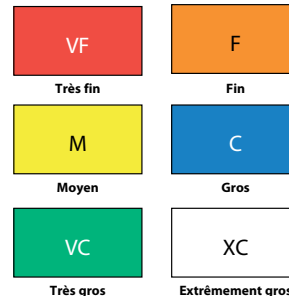 VF
F
Très fin
Fin
M
C
Moyen
Gros
VC
XC
Très gros
Extrêmement gros